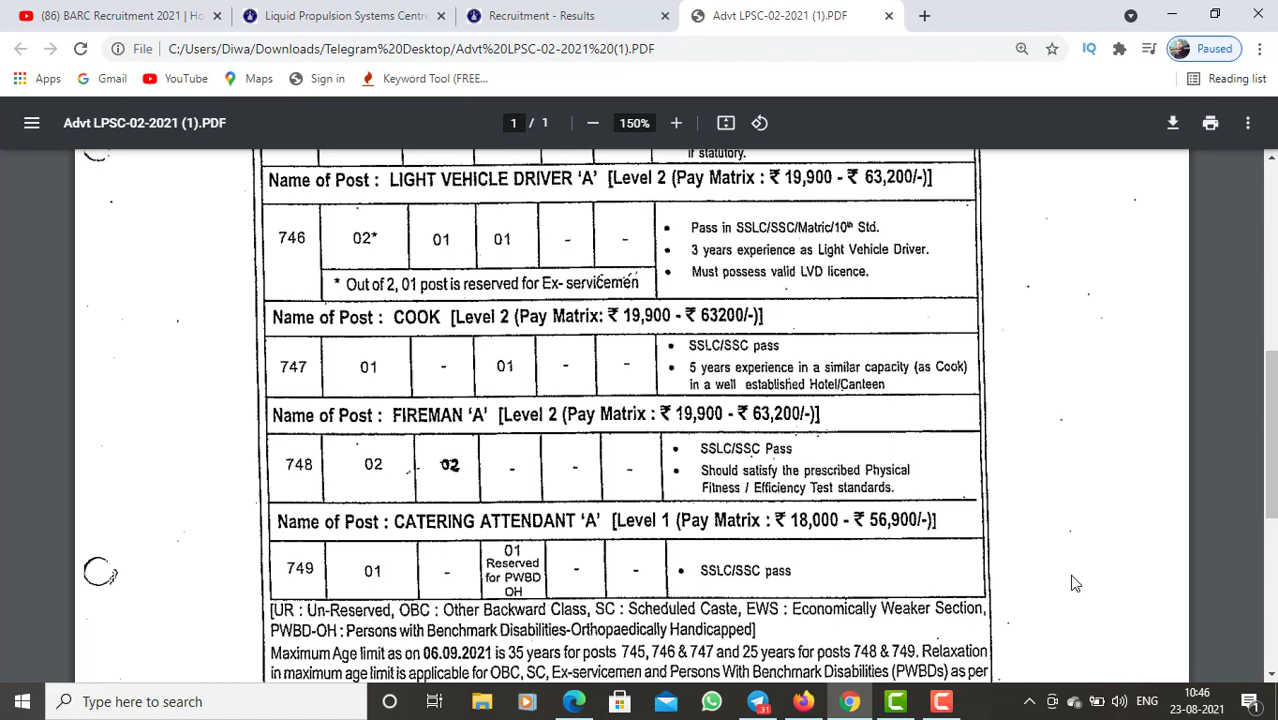 (86) BARC Recruitment 2021 | Ho
Liquid Propulsion Systems Centre
Recruitment - Results
Advt LPSC-02-2021 (1).PDF
File
C:/Users/Diwa/Downloads/Telegram%20Desktop/Advt%20LPSC-02-2021%20(1).PDF
IQ
Paused
Apps
Gmail
YouTube
Maps
Sign in
Keyword Tool (FREE...
Reading list
Advt LPSC-02-2021 (1).PDF
1 / 1
150%
if statutory.
Name of Post : LIGHT VEHICLE DRIVER 'A' [Level 2 (Pay Matrix : ₹ 19,900 - ₹ 63,200/-)]
746 02* 01 01 - -
• Pass in SSLC/SSC/Matric/10th Std.
• 3 years experience as Light Vehicle Driver.
• Must possess valid LVD licence.
* Out of 2, 01 post is reserved for Ex- servicemen
Name of Post : COOK [Level 2 (Pay Matrix: ₹ 19,900 - ₹ 63200/-)]
747 01 - 01 - -
• SSLC/SSC pass
• 5 years experience in a similar capacity (as Cook)
in a well established Hotel/Canteen
Name of Post : FIREMAN 'A' [Level 2 (Pay Matrix : ₹ 19,900 - ₹ 63,200/-)]
748 02 02 - - -
• SSLC/SSC Pass
• Should satisfy the prescribed Physical
Fitness / Efficiency Test standards.
Name of Post : CATERING ATTENDANT 'A' [Level 1 (Pay Matrix : ₹ 18,000 - ₹ 56,900/-)]
749 01 - 01
Reserved
for PWBD
OH
- -
• SSLC/SSC pass
[UR : Un-Reserved, OBC : Other Backward Class, SC : Scheduled Caste, EWS : Economically Weaker Section,
PWBD-OH : Persons with Benchmark Disabilities-Orthopaedically Handicapped]
Maximum Age limit as on 06.09.2021 is 35 years for posts 745, 746 & 747 and 25 years for posts 748 & 749. Relaxation
in maximum age limit is applicable for OBC, SC, Ex-servicemen and Persons With Benchmark Disabilities (PWBDs) as per
Type here to search
31
ENG
10:46
23-08-2021
1